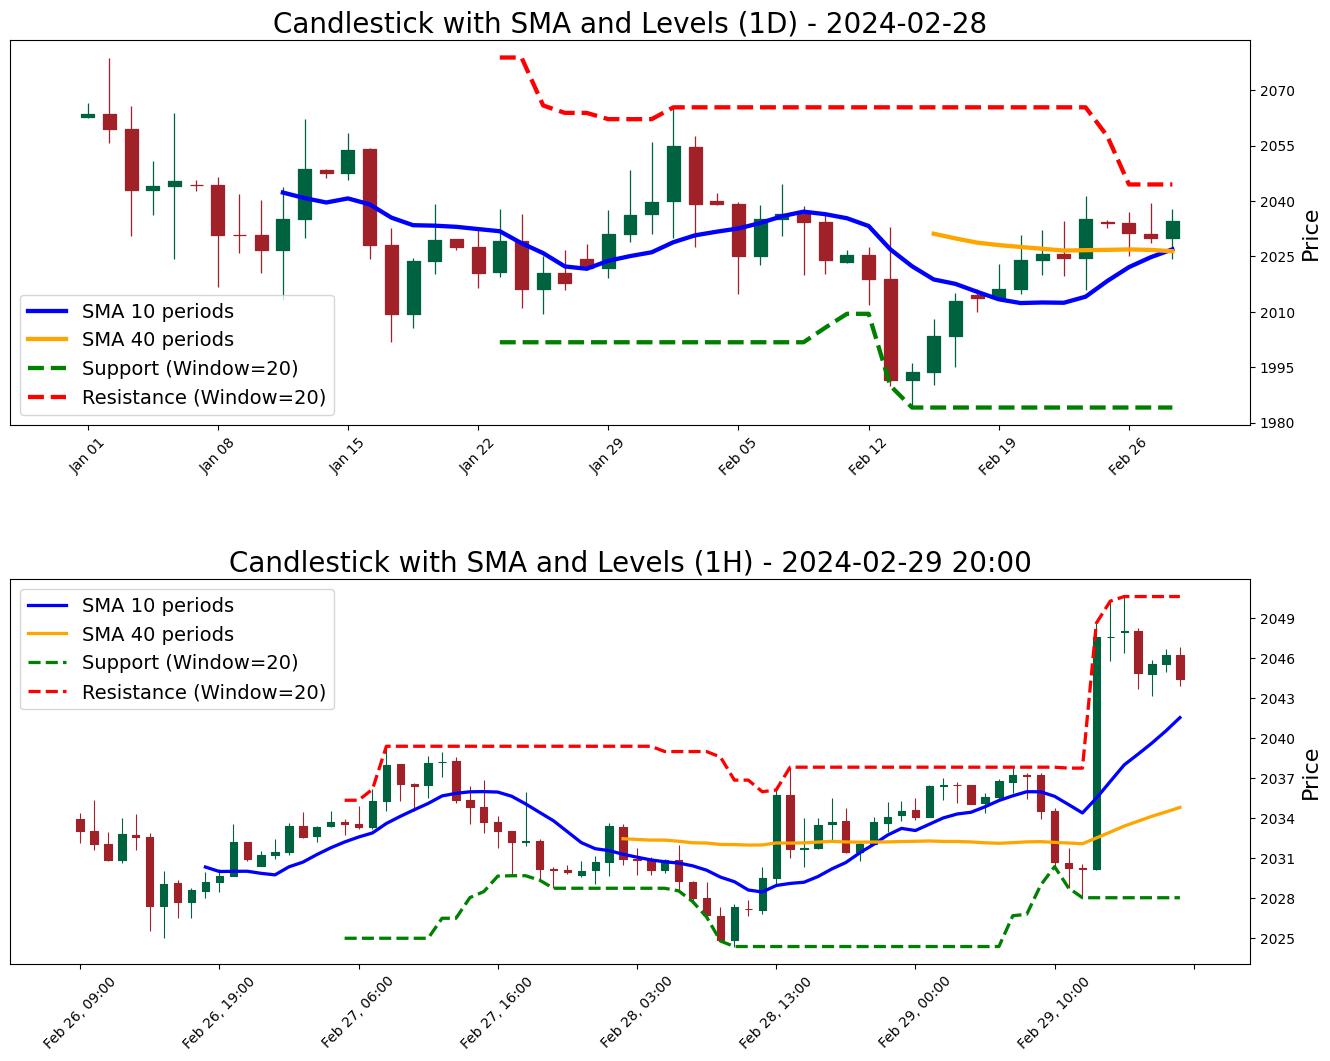 Candlestick with SMA and Levels (1D) - 2024-02-28
2070
2055
2040
2025
2010
1995
1980
Price
SMA 10 periods
SMA 40 periods
Support (Window=20)
Resistance (Window=20)
Jan 01
Jan 08
Jan 15
Jan 22
Jan 29
Feb 05
Feb 12
Feb 19
Feb 26
Candlestick with SMA and Levels (1H) - 2024-02-29 20:00
SMA 10 periods
SMA 40 periods
Support (Window=20)
Resistance (Window=20)
2049
2046
2043
2040
2037
2034
2031
2028
2025
Price
Feb 26, 09:00
Feb 26, 19:00
Feb 27, 06:00
Feb 27, 16:00
Feb 28, 03:00
Feb 28, 13:00
Feb 29, 00:00
Feb 29, 10:00